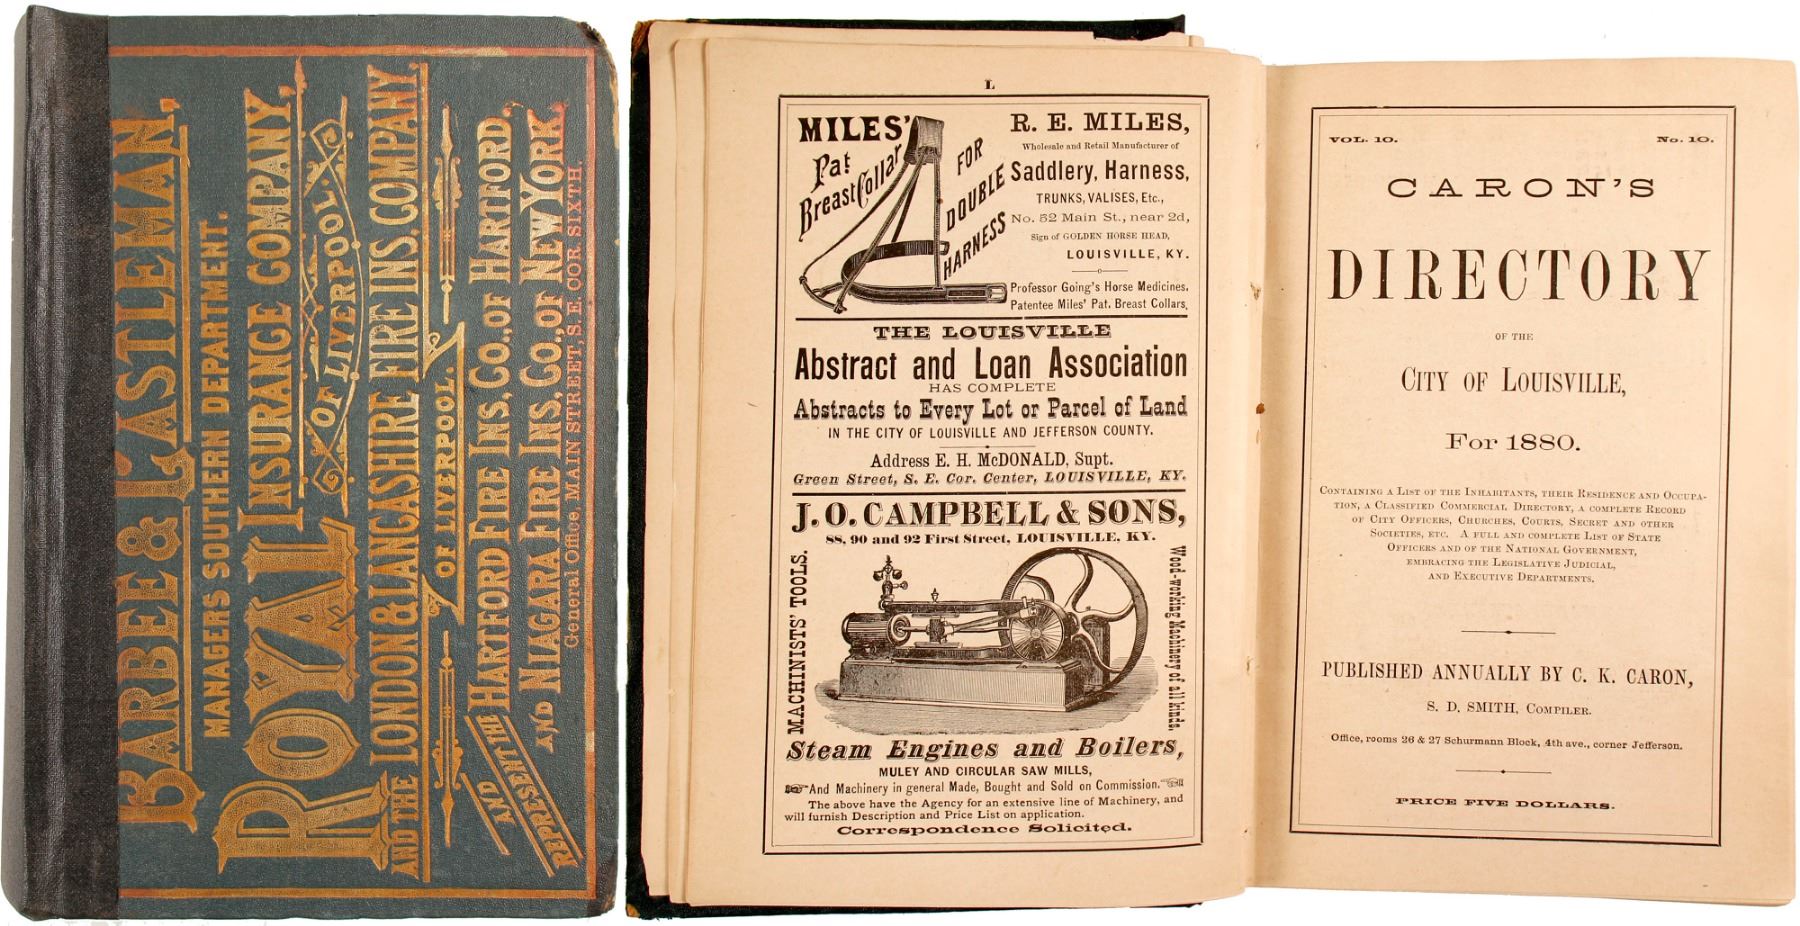 BARBEE & EASTLEMAN,
MANAGERS SOUTHERN DEPARTMENT.
ROYAL INSURANCE COMPANY,
OF LIVERPOOL.
AND THE LONDON & LANCASHIRE FIRE INS. COMPANY,
OF LIVERPOOL.
AND
REPRESENT THE HARTFORD FIRE INS, CO., OF HARTFORD,
AND NIAGARA FIRE INS. CO. OF NEW YORK.
General Office, MAIN STREET, S.E. COR. SIXTH.
L
MILES'
Pat
Breast Collar
FOR
DOUBLE
HARNESS
R. E. MILES,
Wholesale and Retail Manufacturer of
Saddlery, Harness,
TRUNKS, VALISES, Etc.,
No. 52 Main St., near 2d,
Sign of GOLDEN HORSE HEAD,
LOUISVILLE, KY.
Professor Going's Horse Medicines.
Patentee Miles' Pat. Breast Collars,
THE LOUISVILLE
Abstract and Loan Association
HAS COMPLETE
Abstracts to Every Lot or Parcel of Land
IN THE CITY OF LOUISVILLE AND JEFFERSON COUNTY.
Address E. H. McDONALD, Supt.
Green Street, S. E. Cor. Center, LOUISVILLE, KY.
J. O. CAMPBELL & SONS,
88, 90 and 92 First Street, LOUISVILLE, KY.
MACHINISTS' TOOLS.
Wood-working Machinery of all kinds.
Steam Engines and Boilers,
MULEY AND CIRCULAR SAW MILLS,
And Machinery in general Made, Bought and Sold on Commission.
The above have the Agency for an extensive line of Machinery, and
will furnish Description and Price List on application.
Correspondence Solicited.
VOL. 10. No. 10.
CARON'S
DIRECTORY
OF THE
CITY OF LOUISVILLE,
For 1880.
CONTAINING A LIST OF THE INHABITANTS, THEIR RESIDENCE AND OCCUPA-
TION, A CLASSIFIED COMMERCIAL DIRECTORY, A COMPLETE RECORD
OF CITY OFFICERS, CHURCHES, COURTS, SECRET AND OTHER
SOCIETIES, ETC. A FULL AND COMPLETE LIST OF STATE
OFFICERS AND OF THE NATIONAL GOVERNMENT,
EMBRACING THE LEGISLATIVE JUDICIAL,
AND EXECUTIVE DEPARTMENTS.
PUBLISHED ANNUALLY BY C. K. CARON,
S. D. SMITH, COMPILER.
Office, rooms 26 & 27 Schurmann Block, 4th ave., corner Jefferson.
PRICE FIVE DOLLARS.